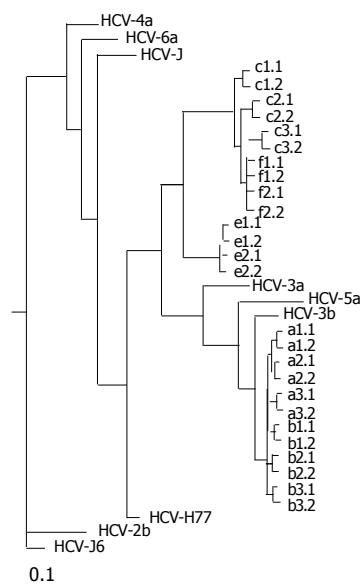 HCV-4a
HCV-6a
HCV-J
c1.1
c1.2
c2.1
c2.2
c3.1
c3.2
f1.1
f1.2
f2.1
f2.2
e1.1
e1.2
e2.1
e2.2
HCV-3a
HCV-5a
HCV-3b
a1.1
a1.2
a2.1
a2.2
a3.1
a3.2
b1.1
b1.2
b2.1
b2.2
b3.1
b3.2
HCV-H77
HCV-2b
HCV-J6
0.1